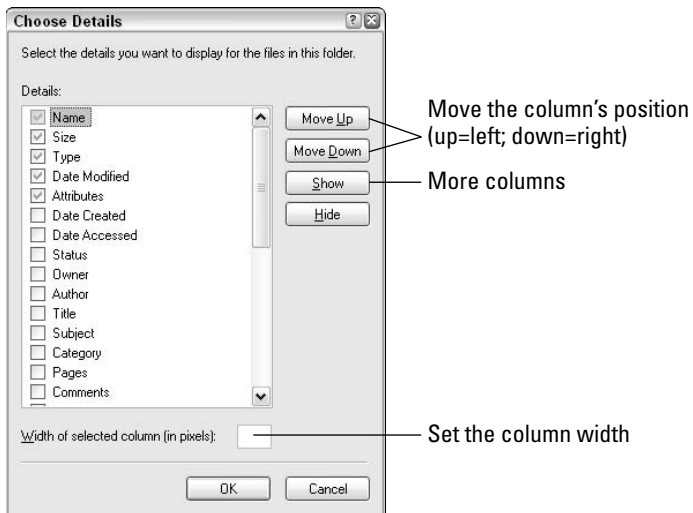 Choose Details
Select the details you want to display for the files in this folder.
Details:
Name
Size
Type
Date Modified
Attributes
Date Created
Date Accessed
Status
Owner
Author
Title
Subject
Category
Pages
Comments
Move Up
Move Down
Show
Hide
Move the column's position
(up=left; down=right)
More columns
Width of selected column (in pixels):
Set the column width
OK
Cancel